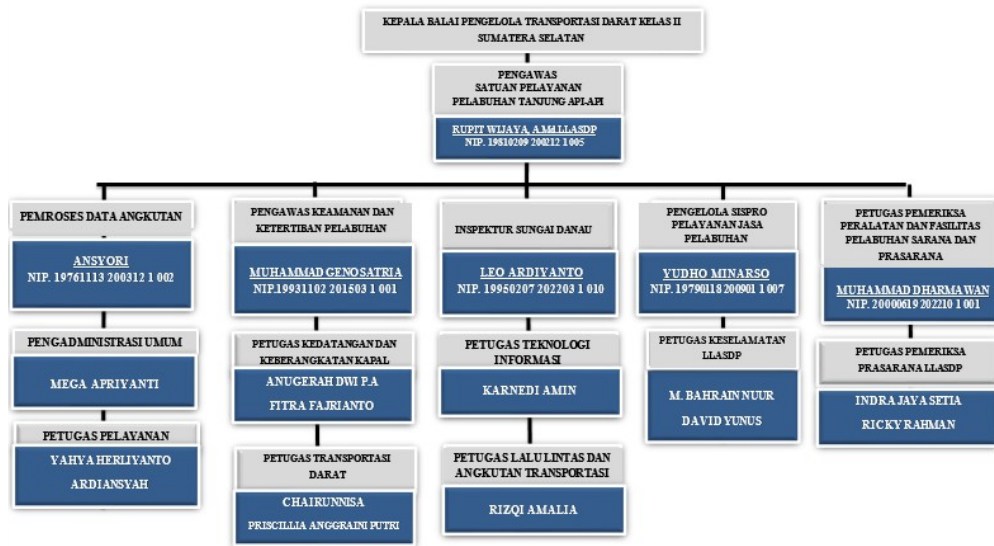 KEPALA BALAI PENGELOLA TRANSPORTASI DARAT KELAS II
SUMATERA SELATAN
PENGAWAS
SATUAN PELAYANAN
PELABUHAN TANJUNG API-API
RUPIT WIJAYA, A.Md.LLASDP
NIP. 19810209 200212 1 005
PEMROSES DATA ANGKUTAN
ANSYORI
NIP. 19761113 200312 1 002
PENGADMINISTRASI UMUM
MEGA APRIYANTI
PETUGAS PELAYANAN
YAHYA HERLIYANTO
ARDIANSYAH
PENGAWAS KEAMANAN DAN
KETERTIBAN PELABUHAN
MUHAMMAD GENO SATRIA
NIP.19931102 201503 1 001
PETUGAS KEDATANGAN DAN
KEBERANGKATAN KAPAL
ANUGERAH DWI P.A
FITRA FAJRIANTO
PETUGAS TRANSPORTASI
DARAT
CHAIRUNNISA
PRISCILLIA ANGGRAINI PUTRI
INSPEKTUR SUNGAI DANAU
LEO ARDIYANTO
NIP. 19950207 202203 1 010
PETUGAS TEKNOLOGI
INFORMASI
KARNEDI AMIN
PETUGAS LALU LINTAS DAN
ANGKUTAN TRANSPORTASI
RIZQI AMALIA
PENGELOLA SISPRO
PELAYANAN JASA
PELABUHAN
YUDHO MINARSO
NIP. 19790118 200901 1 007
PETUGAS KESELAMATAN
LLASDP
M. BAHRAIN NUUR
DAVID YUNUS
PETUGAS PEMERIKSA
PERALATAN DAN FASILITAS
PELABUHAN SARANA DAN
PRASARANA
MUHAMMAD DHARMAWAN
NIP. 20000619 202210 1 001
PETUGAS PEMERIKSA
PRASARANA LLASDP
INDRA JAYA SETIA
RICKY RAHMAN